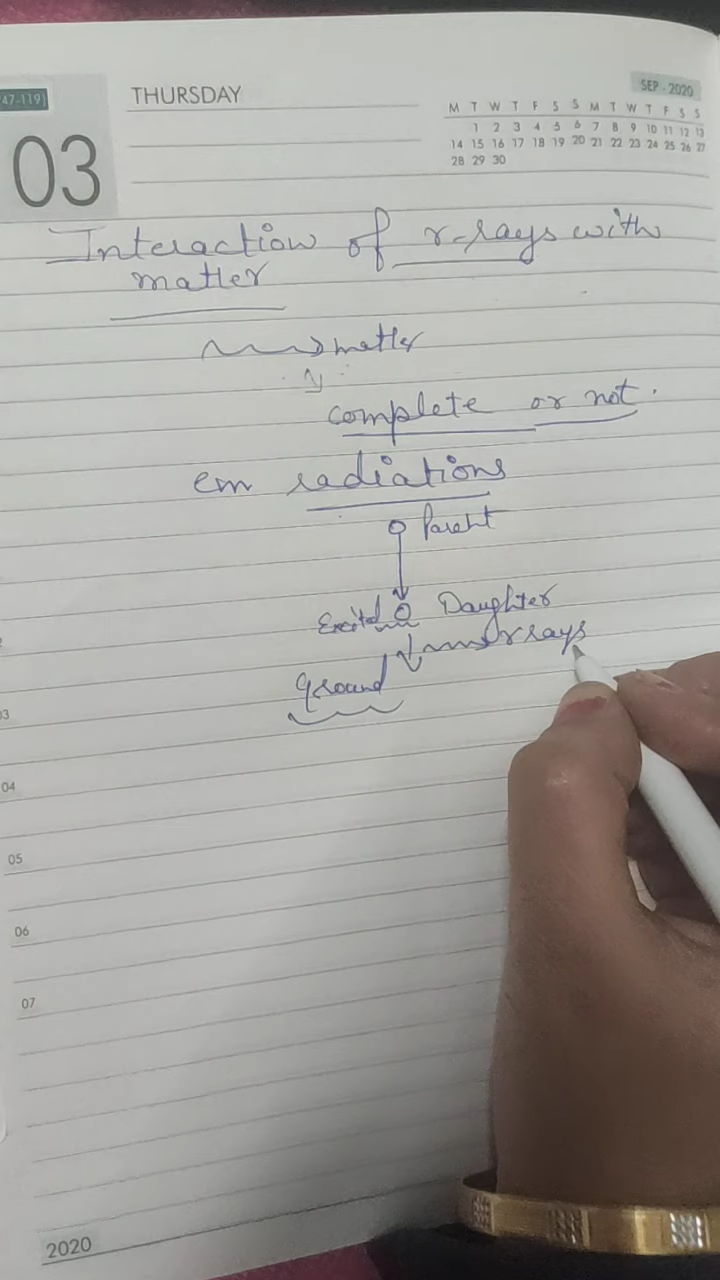 47-119]
THURSDAY
SEP - 2020
M T W T F S S M T W T F S S
1 2 3 4 5 6 7 8 9 10 11 12 13
14 15 16 17 18 19 20 21 22 23 24 25 26 27
28 29 30
03
Interaction of r-rays with
matter
matter
complete or not.
em radiations
Parent
Excited Daughter
r rays
ground
03
04
05
06
07
2020